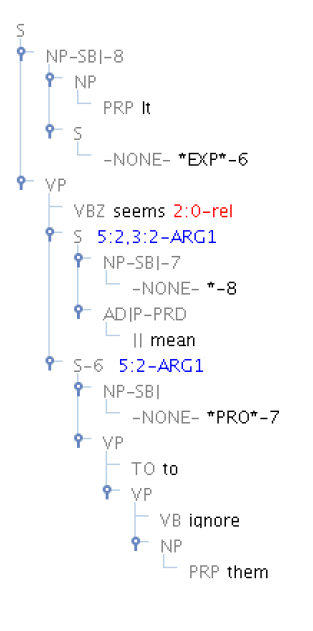 S
NP-SBJ-8
NP
PRP It
S
-NONE- *EXP*-6
VP
VBZ seems 2:0-rel
S 5:2,3:2-ARG1
NP-SBJ-7
-NONE- *-8
ADJP-PRD
JJ mean
S-6 5:2-ARG1
NP-SBJ
-NONE- *PRO*-7
VP
TO to
VP
VB ignore
NP
PRP them